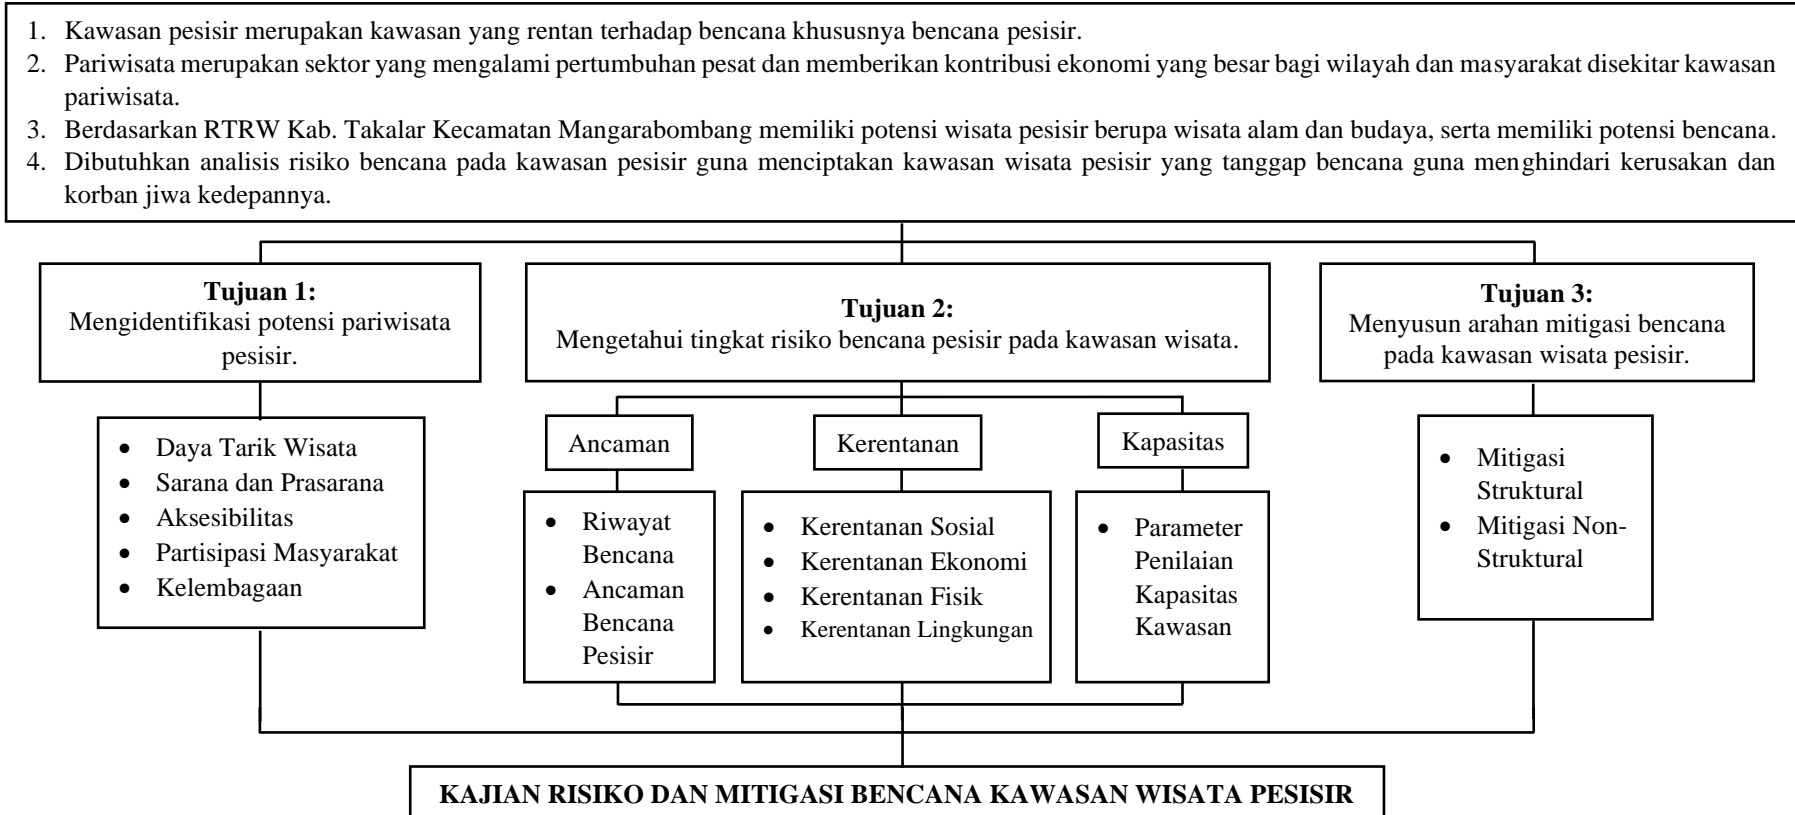 1. Kawasan pesisir merupakan kawasan yang rentan terhadap bencana khususnya bencana pesisir.
2. Pariwisata merupakan sektor yang mengalami pertumbuhan pesat dan memberikan kontribusi ekonomi yang besar bagi wilayah dan masyarakat disekitar kawasan
pariwisata.
3. Berdasarkan RTRW Kab. Takalar Kecamatan Mangarabombang memiliki potensi wisata pesisir berupa wisata alam dan budaya, serta memiliki potensi bencana.
4. Dibutuhkan analisis risiko bencana pada kawasan pesisir guna menciptakan kawasan wisata pesisir yang tanggap bencana guna menghindari kerusakan dan
korban jiwa kedepannya.
Tujuan 1:
Mengidentifikasi potensi pariwisata
pesisir.
Tujuan 2:
Mengetahui tingkat risiko bencana pesisir pada kawasan wisata.
Tujuan 3:
Menyusun arahan mitigasi bencana
pada kawasan wisata pesisir.
• Daya Tarik Wisata
• Sarana dan Prasarana
• Aksesibilitas
• Partisipasi Masyarakat
• Kelembagaan
Ancaman
• Riwayat
Bencana
• Ancaman
Bencana
Pesisir
Kerentanan
• Kerentanan Sosial
• Kerentanan Ekonomi
• Kerentanan Fisik
• Kerentanan Lingkungan
Kapasitas
• Parameter
Penilaian
Kapasitas
Kawasan
• Mitigasi
Struktural
• Mitigasi Non-
Struktural
KAJIAN RISIKO DAN MITIGASI BENCANA KAWASAN WISATA PESISIR